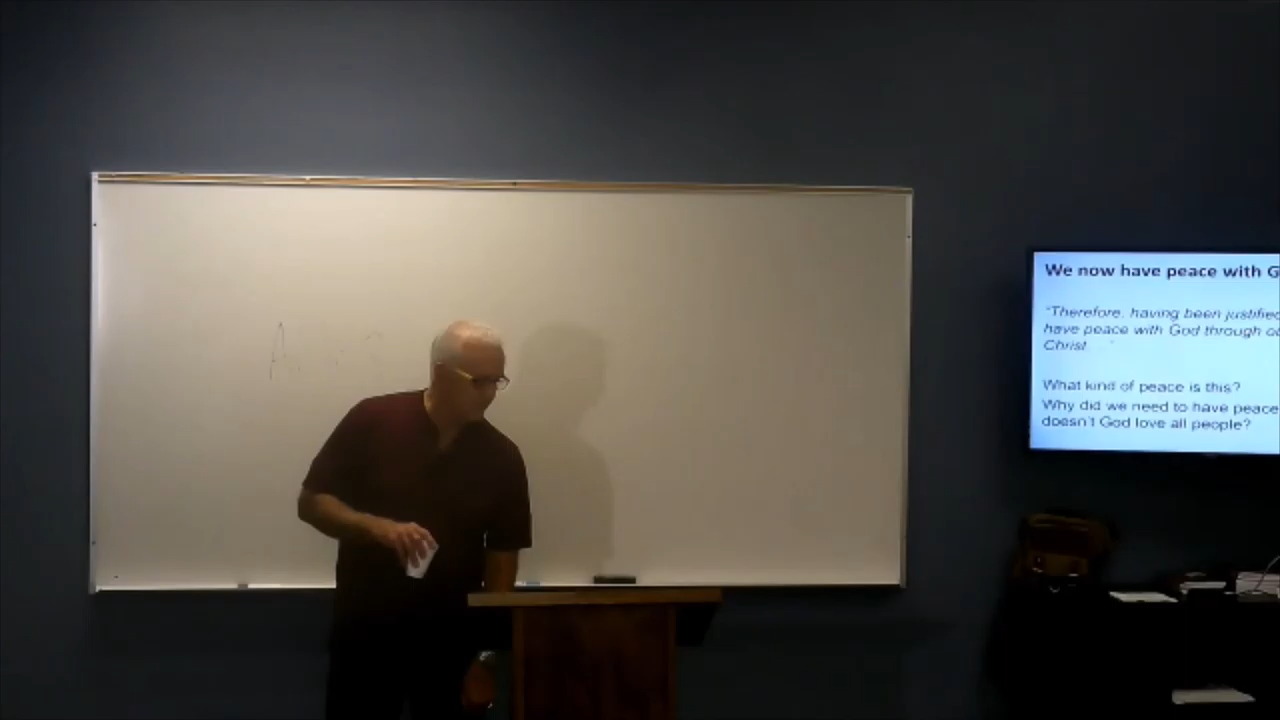 We now have peace with G
"Therefore, having been justified
have peace with God through o
Christ
What kind of peace is this?
Why did we need to have peace
doesn't God love all people?